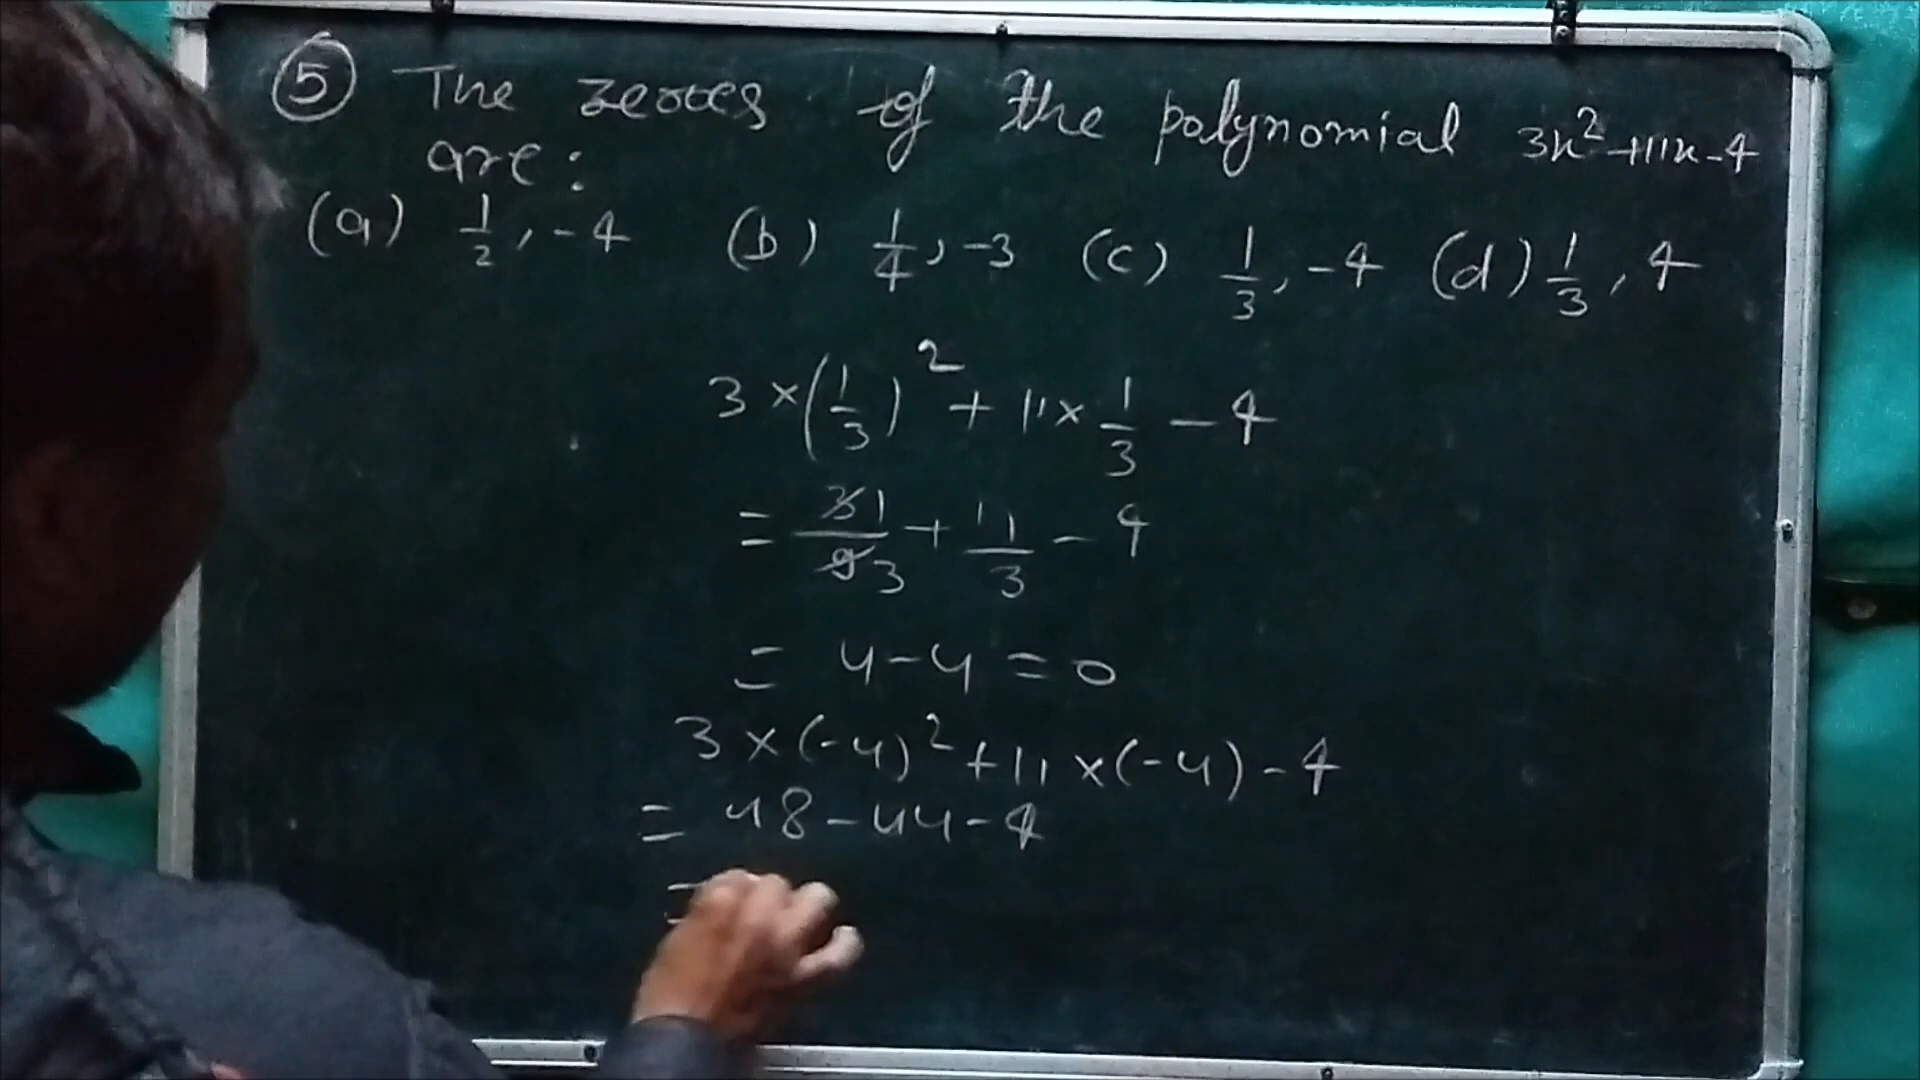 ⑤ The zeroes of the polynomial 3x²+11x-4
are:
(a) 1/2, -4 (b) 1/4, -3 (c) 1/3, -4 (d) 1/3, 4
3×(1/3)² + 11×1/3 - 4
= 3̸1/9̸3 + 11/3 - 4
= 4-4=0
3×(-4)²+11×(-4)-4
= 48-44-4
=